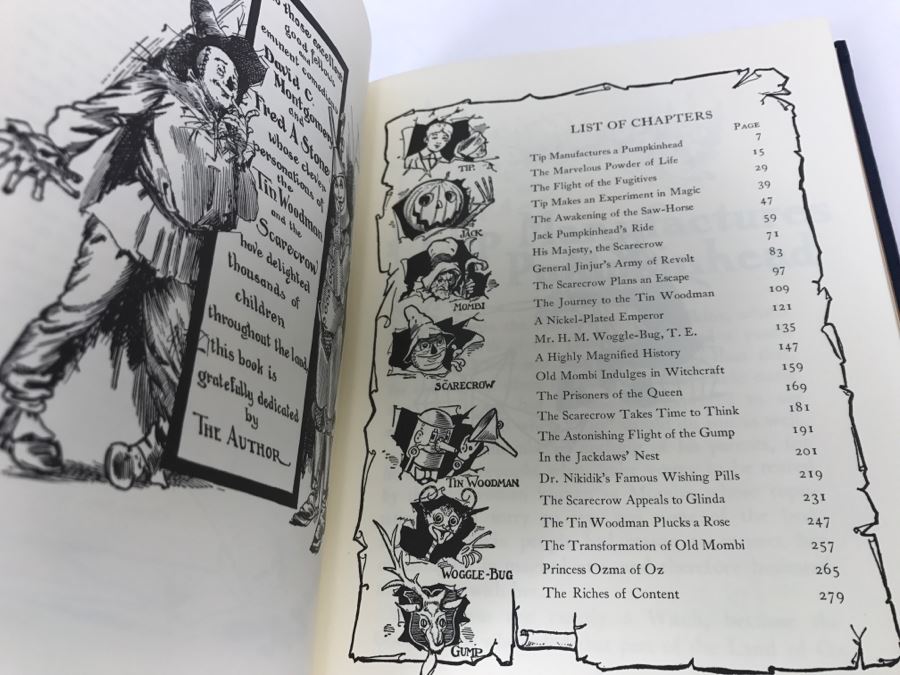 those excellent
good fellows
and
eminent comedians
David C.
Montgomery
and
Fred A. Stone
whose clever
personations of
the
Tin Woodman
and the
Scarecrow
have delighted
thousands of
children
throughout the land
this book is
gratefully dedicated
by
THE AUTHOR
LIST OF CHAPTERS
PAGE
Tip Manufactures a Pumpkinhead 7
The Marvelous Powder of Life 15
The Flight of the Fugitives 29
Tip Makes an Experiment in Magic 39
The Awakening of the Saw-Horse 47
Jack Pumpkinhead's Ride 59
His Majesty, the Scarecrow 71
General Jinjur's Army of Revolt 83
The Scarecrow Plans an Escape 97
The Journey to the Tin Woodman 109
A Nickel-Plated Emperor 121
Mr. H. M. Woggle-Bug, T. E. 135
A Highly Magnified History 147
Old Mombi Indulges in Witchcraft 159
The Prisoners of the Queen 169
The Scarecrow Takes Time to Think 181
The Astonishing Flight of the Gump 191
In the Jackdaws' Nest 201
Dr. Nikidik's Famous Wishing Pills 219
The Scarecrow Appeals to Glinda 231
The Tin Woodman Plucks a Rose 247
The Transformation of Old Mombi 257
Princess Ozma of Oz 265
The Riches of Content 279
TIP
JACK
MOMBI
SCARECROW
TIN WOODMAN
WOGGLE-BUG
GUMP